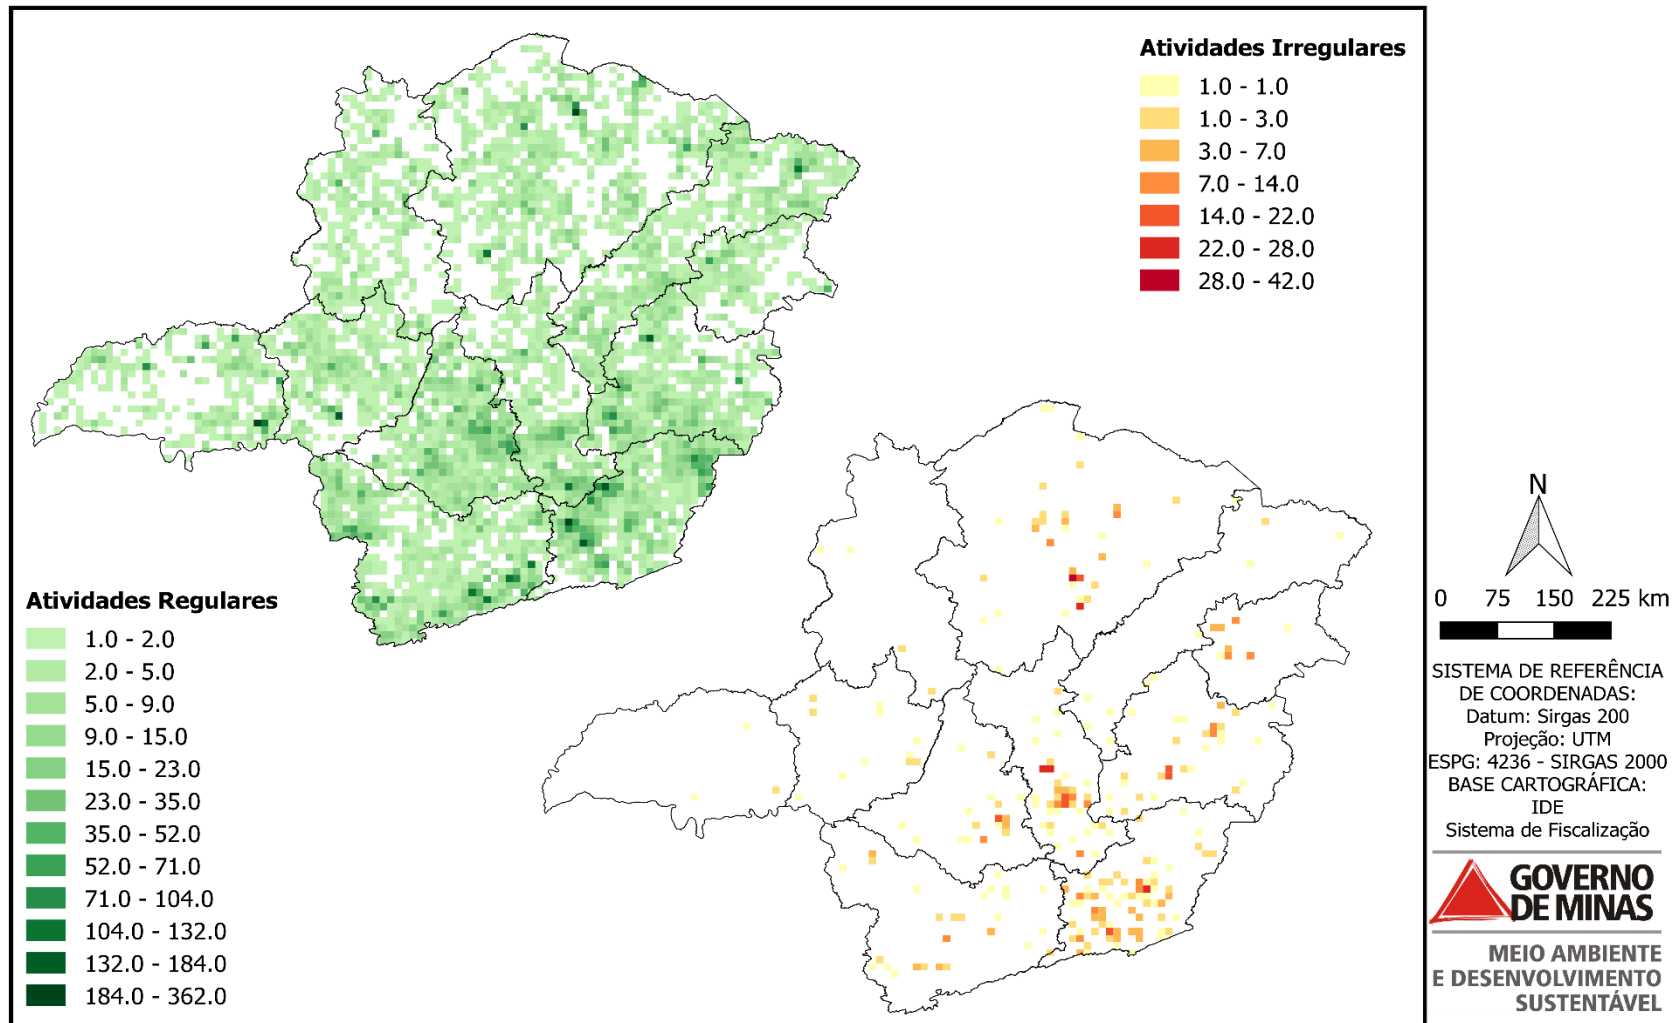 Atividades Irregulares
1.0 - 1.0
1.0 - 3.0
3.0 - 7.0
7.0 - 14.0
14.0 - 22.0
22.0 - 28.0
28.0 - 42.0
Atividades Regulares
1.0 - 2.0
2.0 - 5.0
5.0 - 9.0
9.0 - 15.0
15.0 - 23.0
23.0 - 35.0
35.0 - 52.0
52.0 - 71.0
71.0 - 104.0
104.0 - 132.0
132.0 - 184.0
184.0 - 362.0
N
0 75 150 225 km
SISTEMA DE REFERÊNCIA
DE COORDENADAS:
Datum: Sirgas 200
Projeção: UTM
ESPG: 4236 - SIRGAS 2000
BASE CARTOGRÁFICA:
IDE
Sistema de Fiscalização
GOVERNO
DE MINAS
MEIO AMBIENTE
E DESENVOLVIMENTO
SUSTENTÁVEL